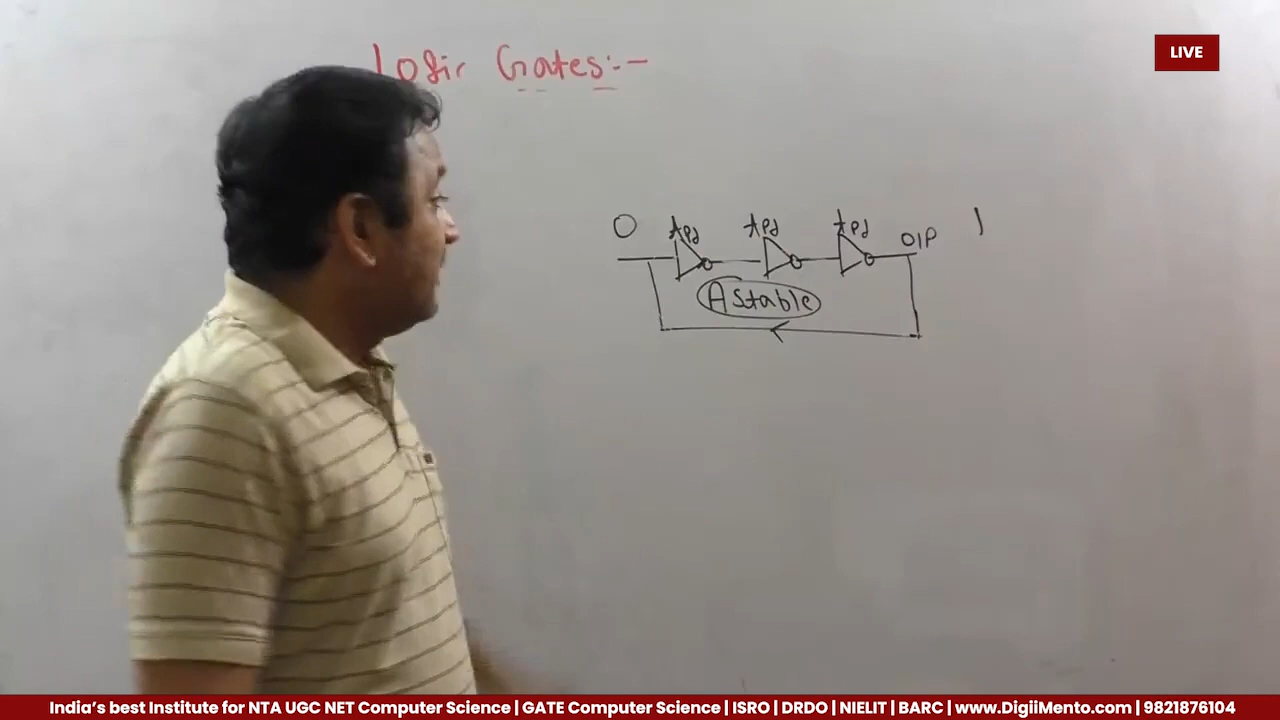 LIVE
Logic Gates:-
0 tpd tpd tpd O/P 1
Astable
India’s best Institute for NTA UGC NET Computer Science | GATE Computer Science | ISRO | DRDO | NIELIT | BARC | www.DigiiMento.com | 9821876104